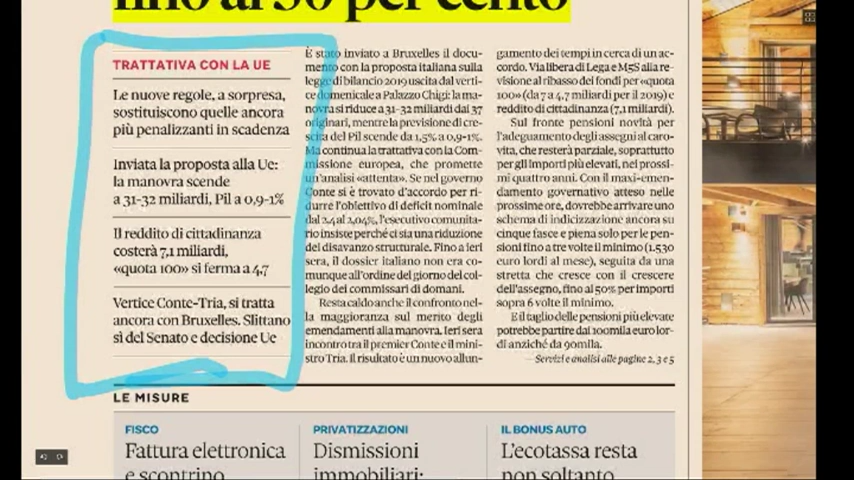 fino al 30 per cento
TRATTATIVA CON LA UE
Le nuove regole, a sorpresa,
sostituiscono quelle ancora
più penalizzanti in scadenza
Inviata la proposta alla Ue:
la manovra scende
a 31-32 miliardi, Pil a 0,9-1%
Il reddito di cittadinanza
costerà 7,1 miliardi,
«quota 100» si ferma a 4,7
Vertice Conte-Tria, si tratta
ancora con Bruxelles. Slittano
sì del Senato e decisione Ue
È stato inviato a Bruxelles il docu-
mento con la proposta italiana sulla
legge di bilancio 2019 uscita dal verti-
ce domenicale a Palazzo Chigi: la ma-
novra si riduce a 31-32 miliardi dai 37
originari, mentre la previsione di cre-
scita del Pil scende da 1,5% a 0,9-1%.
Ma continua la trattativa con la Com-
missione europea, che promette
un'analisi «attenta». Se nel governo
Conte si è trovato d'accordo per ri-
durre l'obiettivo di deficit nominale
dal 2,4 al 2,04%, l'esecutivo comunita-
rio insiste perché ci sia una riduzione
del disavanzo strutturale. Fino a ieri
sera, il dossier italiano non era co-
munque all'ordine del giorno del col-
legio dei commissari di domani.
Resta caldo anche il confronto nel-
la maggioranza sul merito degli
emendamenti alla manovra. Ieri sera
incontro tra il premier Conte e il mini-
stro Tria. Il risultato è un nuovo allun-
gamento dei tempi in cerca di un ac-
cordo. Via libera di Lega e M5S alla re-
visione al ribasso dei fondi per «quota
100» (da 7 a 4,7 miliardi per il 2019) e
reddito di cittadinanza (7,1 miliardi).
Sul fronte pensioni novità per
l'adeguamento degli assegni al caro-
vita, che resterà parziale, soprattutto
per gli importi più elevati, nei prossi-
mi quattro anni. Con il maxi-emen-
damento governativo atteso nelle
prossime ore, dovrebbe arrivare uno
schema di indicizzazione ancora su
cinque fasce e piena solo per le pen-
sioni fino a tre volte il minimo (1.530
euro lordi al mese), seguita da una
stretta che cresce con il crescere
dell'assegno, fino al 50% per importi
sopra 6 volte il minimo.
E il taglio delle pensioni più elevate
potrebbe partire dai 100mila euro lor-
di anziché da 90mila.
—Servizi e analisi alle pagine 2, 3 e 5
LE MISURE
FISCO
Fattura elettronica
e scontrino
PRIVATIZZAZIONI
Dismissioni
immobiliari:
IL BONUS AUTO
L'ecotassa resta
non soltanto